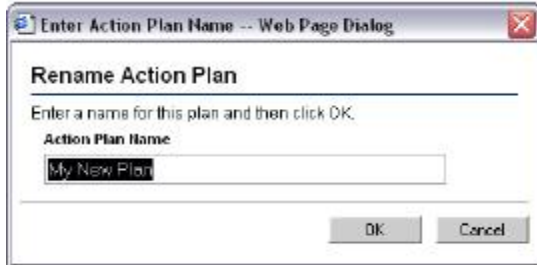 Enter Action Plan Name -- Web Page Dialog
Rename Action Plan
Enter a name for this plan and then click OK.
Action Plan Name
My New Plan
OK Cancel